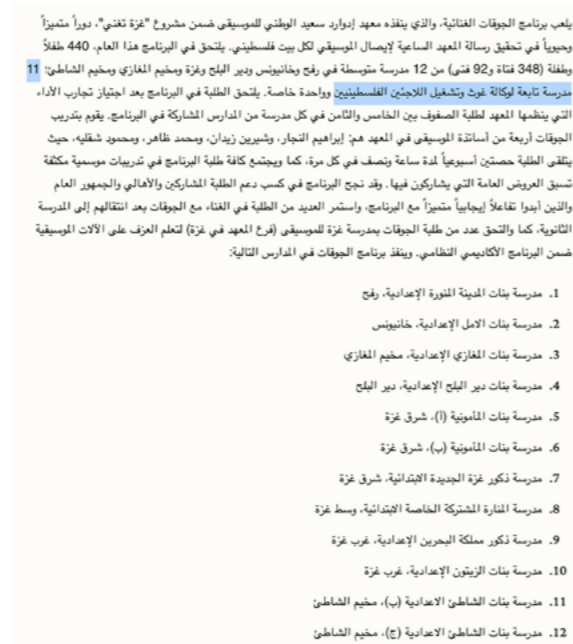 يلعب برنامج الجوقات الغنائية، والذي ينفذه معهد إدوارد سعيد الوطني للموسيقى ضمن مشروع "غزة تغني"، دوراً متميزاً
وحيوياً في تحقيق رسالة المعهد الساعية لإيصال الموسيقى لكل بيت فلسطيني. يلتحق في البرنامج هذا العام، 440 طفلاً
وطفلة (348 فتاة و92 فتى) من 12 مدرسة متوسطة في رفح وخانيونس ودير البلح وغزة ومخيم المغازي ومخيم الشاطئ؛ 11
مدرسة تابعة لوكالة غوث وتشغيل اللاجئين الفلسطينيين وواحدة خاصة. يلتحق الطلبة في البرنامج بعد اجتياز تجارب الأداء
التي ينظمها المعهد لطلبة الصفوف بين الخامس والثامن في كل مدرسة من المدارس المشاركة في البرنامج. يقوم بتدريب
الجوقات أربعة من أساتذة الموسيقى في المعهد هم: إبراهيم النجار، وشيرين زيدان، ومحمد ظاهر، ومحمود شقليه، حيث
يتلقى الطلبة حصتين أسبوعياً لمدة ساعة ونصف في كل مرة، كما ويجتمع كافة طلبة البرنامج في تدريبات موسمية مكثفة
تسبق العروض العامة التي يشاركون فيها. وقد نجح البرنامج في كسب دعم الطلبة المشاركين والأهالي والجمهور العام
والذين أبدوا تفاعلاً إيجابياً متميزاً مع البرنامج، واستمر العديد من الطلبة في الغناء مع الجوقات بعد انتقالهم إلى المدرسة
الثانوية، كما والتحق عدد من طلبة الجوقات بمدرسة غزة للموسيقى (فرع المعهد في غزة) لتعلم العزف على الآلات الموسيقية
ضمن البرنامج الأكاديمي النظامي. وينفذ برنامج الجوقات في المدارس التالية:
1. مدرسة بنات المدينة المنورة الإعدادية، رفح
2. مدرسة بنات الامل الإعدادية، خانيونس
3. مدرسة بنات المغازي الإعدادية، مخيم المغازي
4. مدرسة بنات دير البلح الإعدادية، دير البلح
5. مدرسة بنات المأمونية (أ)، شرق غزة
6. مدرسة بنات المأمونية (ب)، شرق غزة
7. مدرسة ذكور غزة الجديدة الابتدائية، شرق غزة
8. مدرسة المنارة المشتركة الخاصة الابتدائية، وسط غزة
9. مدرسة ذكور مملكة البحرين الإعدادية، غرب غزة
10. مدرسة بنات الزيتون الإعدادية، غرب غزة
11. مدرسة بنات الشاطئ الاعدادية (ب)، مخيم الشاطئ
12. مدرسة بنات الشاطئ الاعدادية (ج)، مخيم الشاطئ